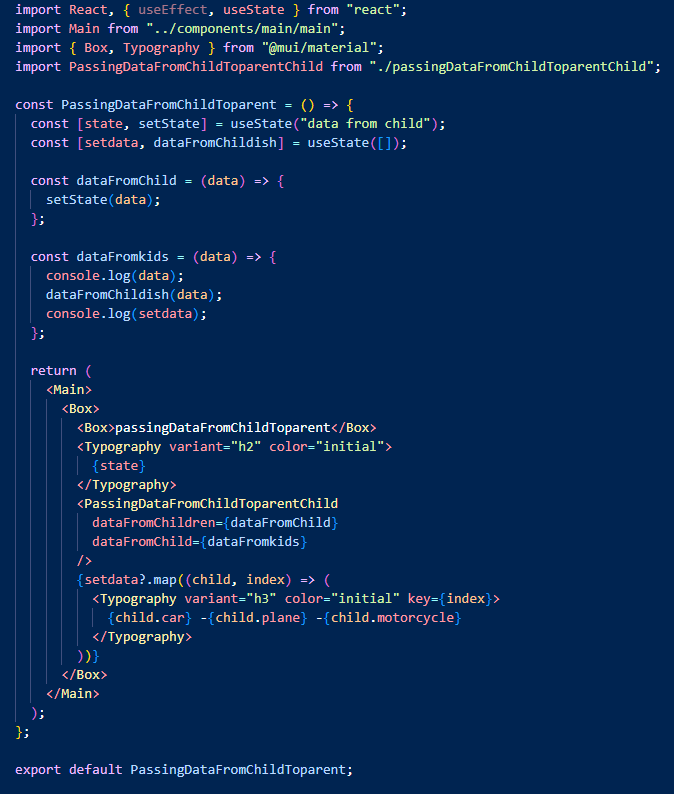 import React, { useEffect, useState } from "react";
import Main from "../components/main/main";
import { Box, Typography } from "@mui/material";
import PassingDataFromChildToparentChild from "./passingDataFromChildToparentChild";

const PassingDataFromChildToparent = () => {
  const [state, setState] = useState("data from child");
  const [setdata, dataFromChildish] = useState([]);

  const dataFromChild = (data) => {
    setState(data);
  };

  const dataFromkids = (data) => {
    console.log(data);
    dataFromChildish(data);
    console.log(setdata);
  };

  return (
    <Main>
      <Box>
        <Box>passingDataFromChildToparent</Box>
        <Typography variant="h2" color="initial">
          {state}
        </Typography>
        <PassingDataFromChildToparentChild
          dataFromChildren={dataFromChild}
          dataFromChild={dataFromkids}
        />
        {setdata?.map((child, index) => (
          <Typography variant="h3" color="initial" key={index}>
            {child.car} -{child.plane} -{child.motorcycle}
          </Typography>
        ))}
      </Box>
    </Main>
  );
};

export default PassingDataFromChildToparent;